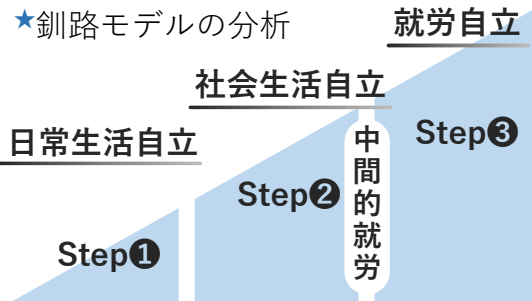 ★釧路モデルの分析
就労自立
社会生活自立
日常生活自立
Step❸
Step❷
中間的就労
Step❶